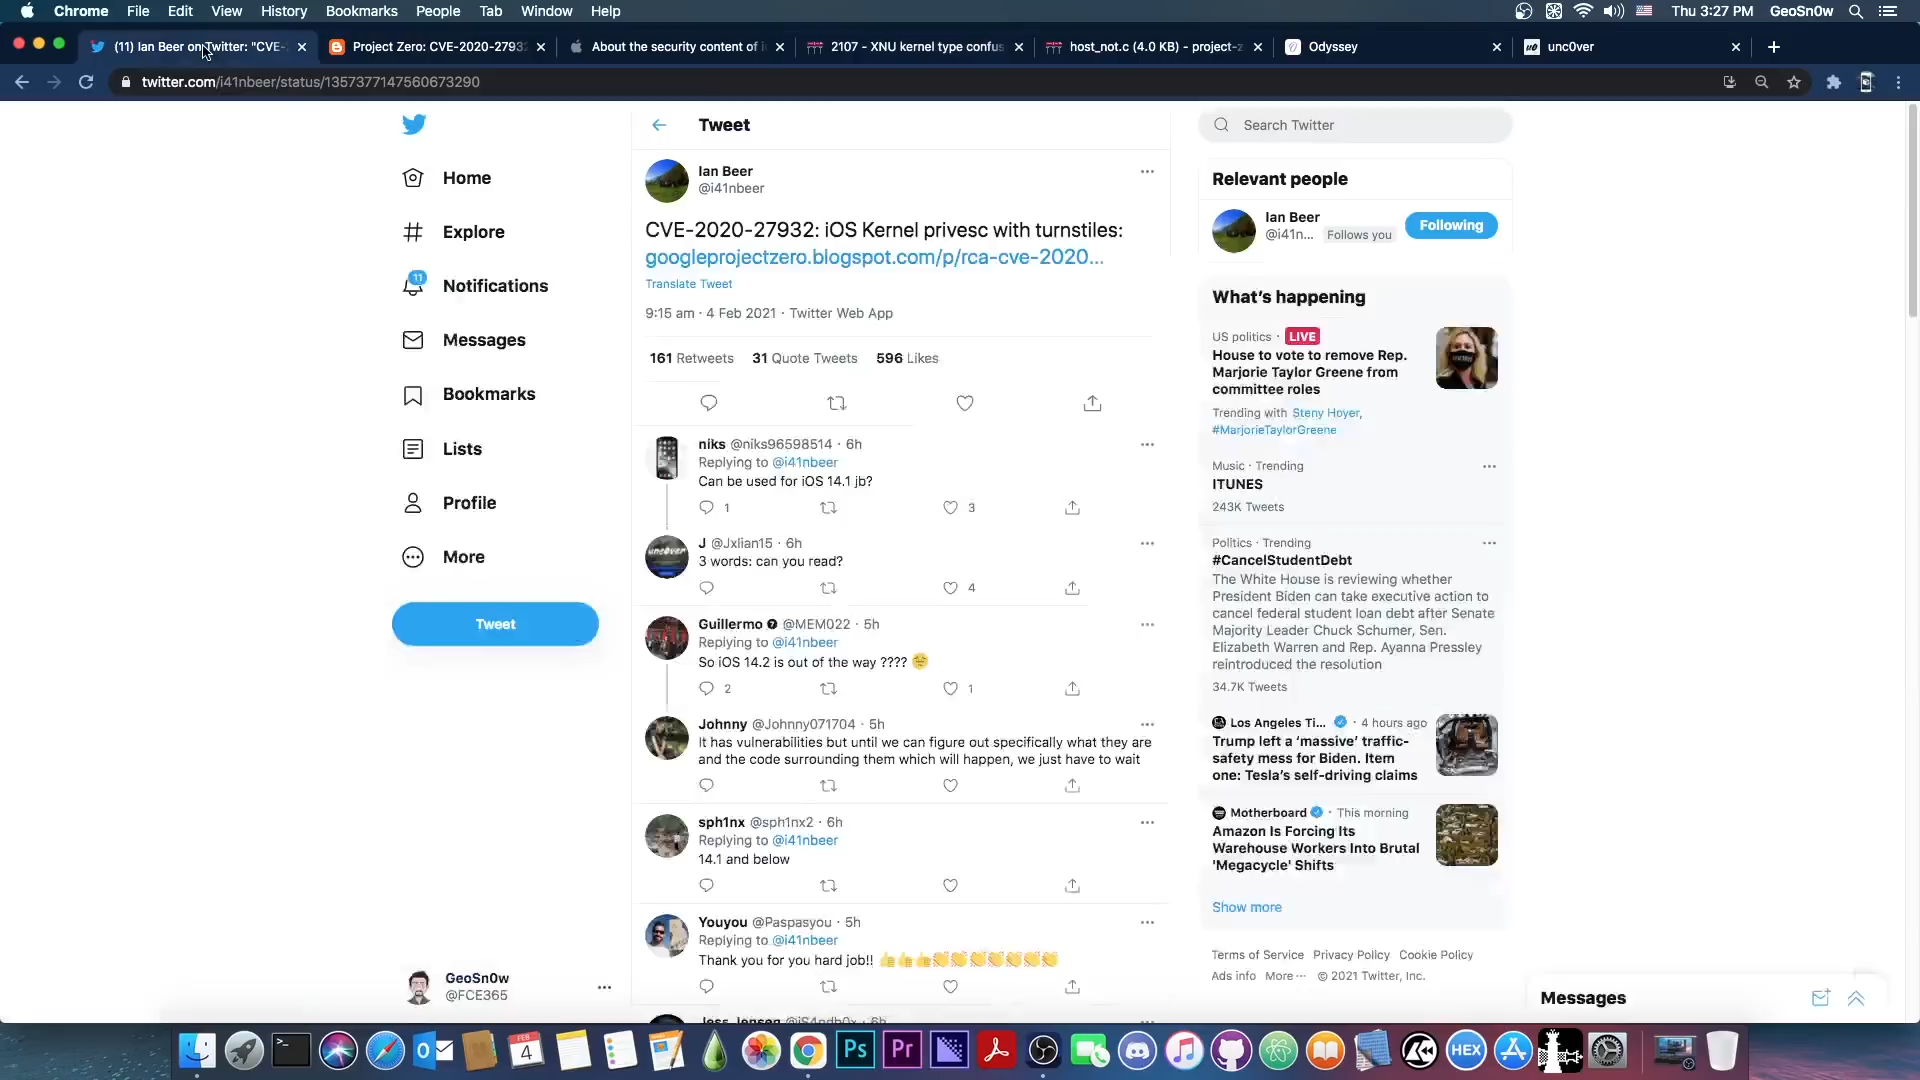 Chrome File Edit View History Bookmarks People Tab Window Help
Thu 3:27 PM GeoSn0w
(11) Ian Beer on Twitter: "CVE-
Project Zero: CVE-2020-2793
About the security content of
2107 - XNU kernel type confus
host_not.c (4.0 KB) - project-z
Odyssey
unc0ver
twitter.com/i41nbeer/status/1357377147560673290
Home
Explore
11
Notifications
Messages
Bookmarks
Lists
Profile
More
Tweet
GeoSn0w
@FCE365
Tweet
Ian Beer
@i41nbeer
CVE-2020-27932: iOS Kernel privesc with turnstiles:
googleprojectzero.blogspot.com/p/rca-cve-2020...
Translate Tweet
9:15 am · 4 Feb 2021 · Twitter Web App
161 Retweets 31 Quote Tweets 596 Likes
niks @niks96598514 · 6h
Replying to @i41nbeer
Can be used for iOS 14.1 jb?
1 3
J @Jxlian15 · 6h
3 words: can you read?
4
Guillermo @MEM022 · 5h
Replying to @i41nbeer
So iOS 14.2 is out of the way ????
2 1
Johnny @Johnny071704 · 5h
It has vulnerabilities but until we can figure out specifically what they are
and the code surrounding them which will happen, we just have to wait
sph1nx @sph1nx2 · 6h
Replying to @i41nbeer
14.1 and below
Youyou @Paspasyou · 5h
Replying to @i41nbeer
Thank you for you hard job!! 👍👍👍👏👏👏👏👏👏👏
Search Twitter
Relevant people
Ian Beer
@i41n... Follows you
Following
What's happening
US politics · LIVE
House to vote to remove Rep.
Marjorie Taylor Greene from
committee roles
Trending with Steny Hoyer,
#MarjorieTaylorGreene
Music · Trending
ITUNES
243K Tweets
Politics · Trending
#CancelStudentDebt
The White House is reviewing whether
President Biden can take executive action to
cancel federal student loan debt after Senate
Majority Leader Chuck Schumer, Sen.
Elizabeth Warren and Rep. Ayanna Pressley
reintroduced the resolution
34.7K Tweets
Los Angeles Ti... · 4 hours ago
Trump left a 'massive' traffic-
safety mess for Biden. Item
one: Tesla's self-driving claims
Motherboard · This morning
Amazon Is Forcing Its
Warehouse Workers Into Brutal
'Megacycle' Shifts
Show more
Terms of Service Privacy Policy Cookie Policy
Ads info More ··· © 2021 Twitter, Inc.
Messages
FEB
4
Ps
Pr
HEX